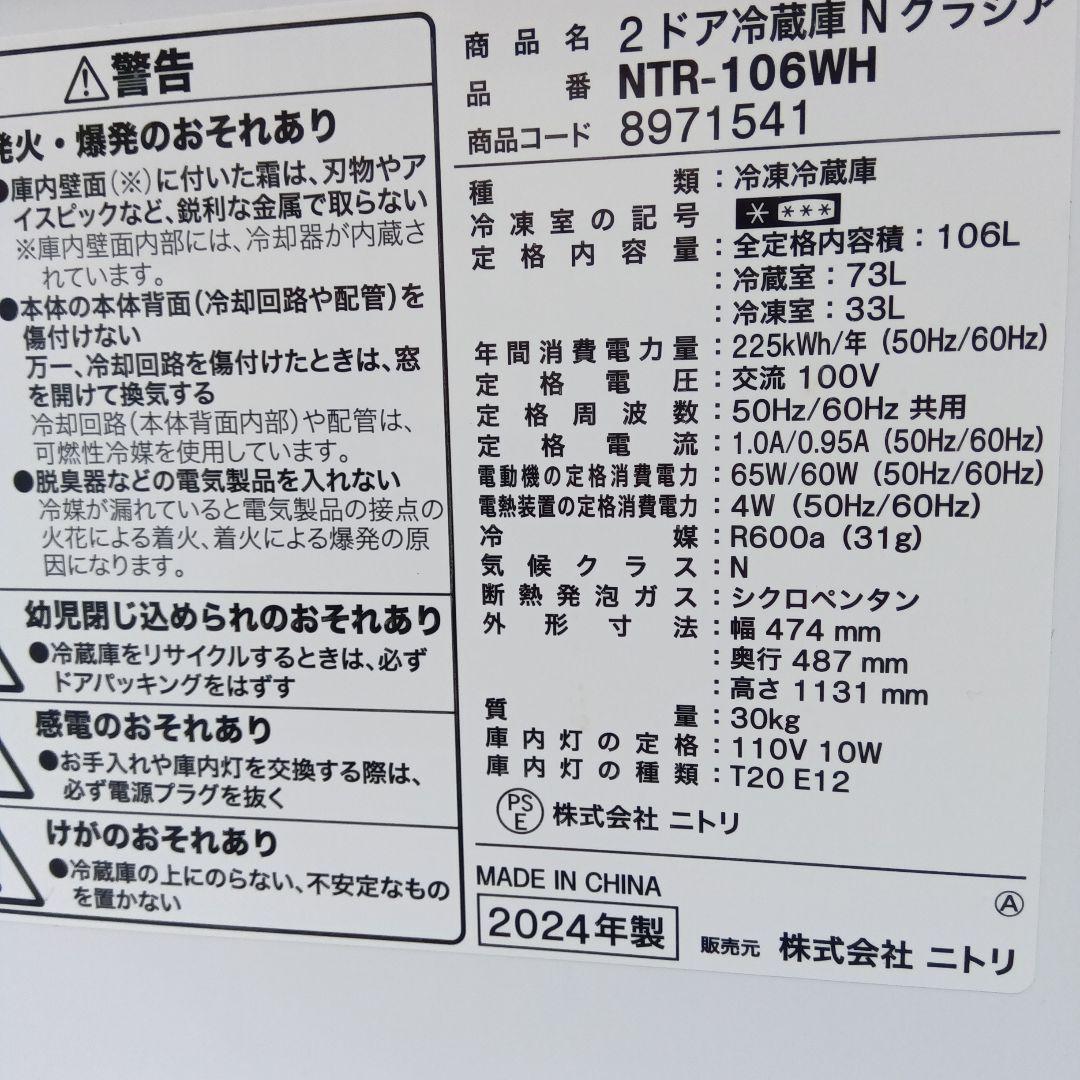 警告
発火・爆発のおそれあり
●庫内壁面(※)に付いた霜は、刃物やア
イスピックなど、鋭利な金属で取らない
※庫内壁面内部には、冷却器が内蔵さ
れています。
●本体の本体背面(冷却回路や配管)を
傷付けない
万一、冷却回路を傷付けたときは、窓
を開けて換気する
冷却回路(本体背面内部)や配管は、
可燃性冷媒を使用しています。
●脱臭器などの電気製品を入れない
冷媒が漏れていると電気製品の接点の
火花による着火、着火による爆発の原
因になります。
幼児閉じ込められのおそれあり
●冷蔵庫をリサイクルするときは、必ず
ドアパッキングをはずす
感電のおそれあり
●お手入れや庫内灯を交換する際は、
必ず電源プラグを抜く
けがのおそれあり
●冷蔵庫の上にのらない、不安定なもの
を置かない
商品名 2ドア冷蔵庫 Nクラシア
品番 NTR-106WH
商品コード 8971541
種類:冷凍冷蔵庫
冷凍室の記号 * ***
定格内容量:全定格内容積:106L
:冷蔵室:73L
:冷凍室:33L
年間消費電力量:225kWh/年 (50Hz/60Hz)
定格電圧:交流 100V
定格周波数:50Hz/60Hz 共用
定格電流:1.0A/0.95A (50Hz/60Hz)
電動機の定格消費電力:65W/60W (50Hz/60Hz)
電熱装置の定格消費電力:4W (50Hz/60Hz)
冷媒:R600a (31g)
気候クラス:N
断熱発泡ガス:シクロペンタン
外形寸法:幅 474 mm
:奥行 487 mm
:高さ 1131 mm
質量:30kg
庫内灯の定格:110V 10W
庫内灯の種類:T20 E12
PSE 株式会社 ニトリ
MADE IN CHINA
Ⓐ
2024年製
販売元 株式会社 ニトリ